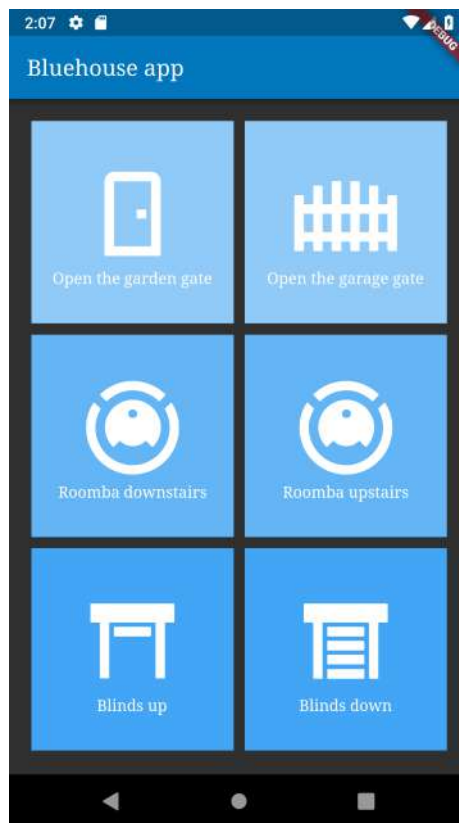 2:07
DEBUG
Bluehouse app
Open the garden gate
Open the garage gate
Roomba downstairs
Roomba upstairs
Blinds up
Blinds down